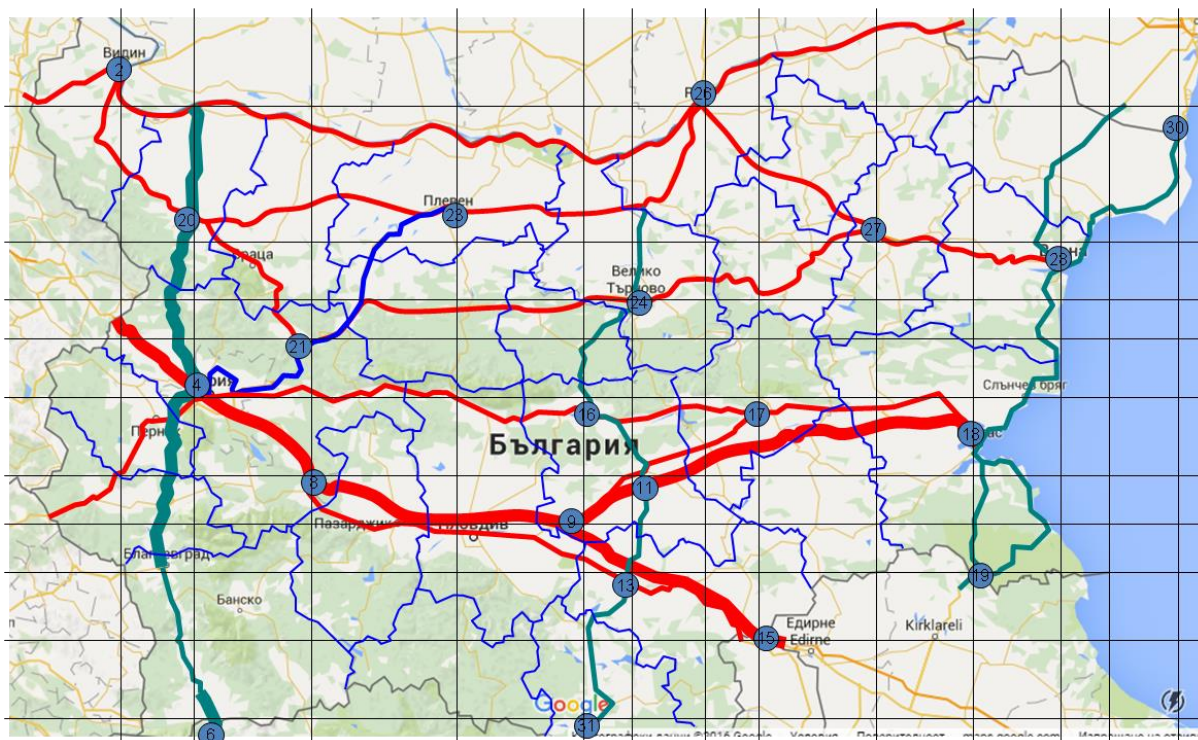 Видин
2
26
30
20
Плевен
23
27
28
Велико
Търново
24
21
4
Слънчев бряг
Перник
16
17
България
18
8
11
Пазарджик
9
Пловдив
Благоевград
13
19
Банско
15
Едирне
Edirne
Kirklareli
Google
6
31